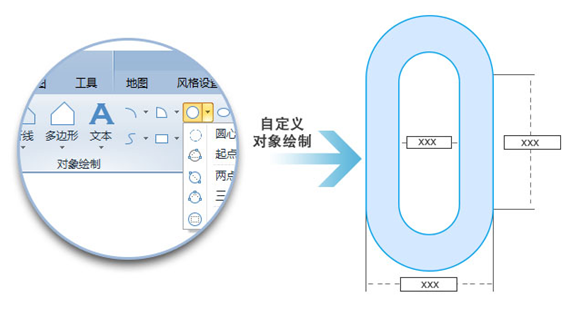 工具 地图 风格设置
多边形 文本
对象绘制
圆心
起点
两点
三
自定义
对象绘制
xxx
xxx
xxx